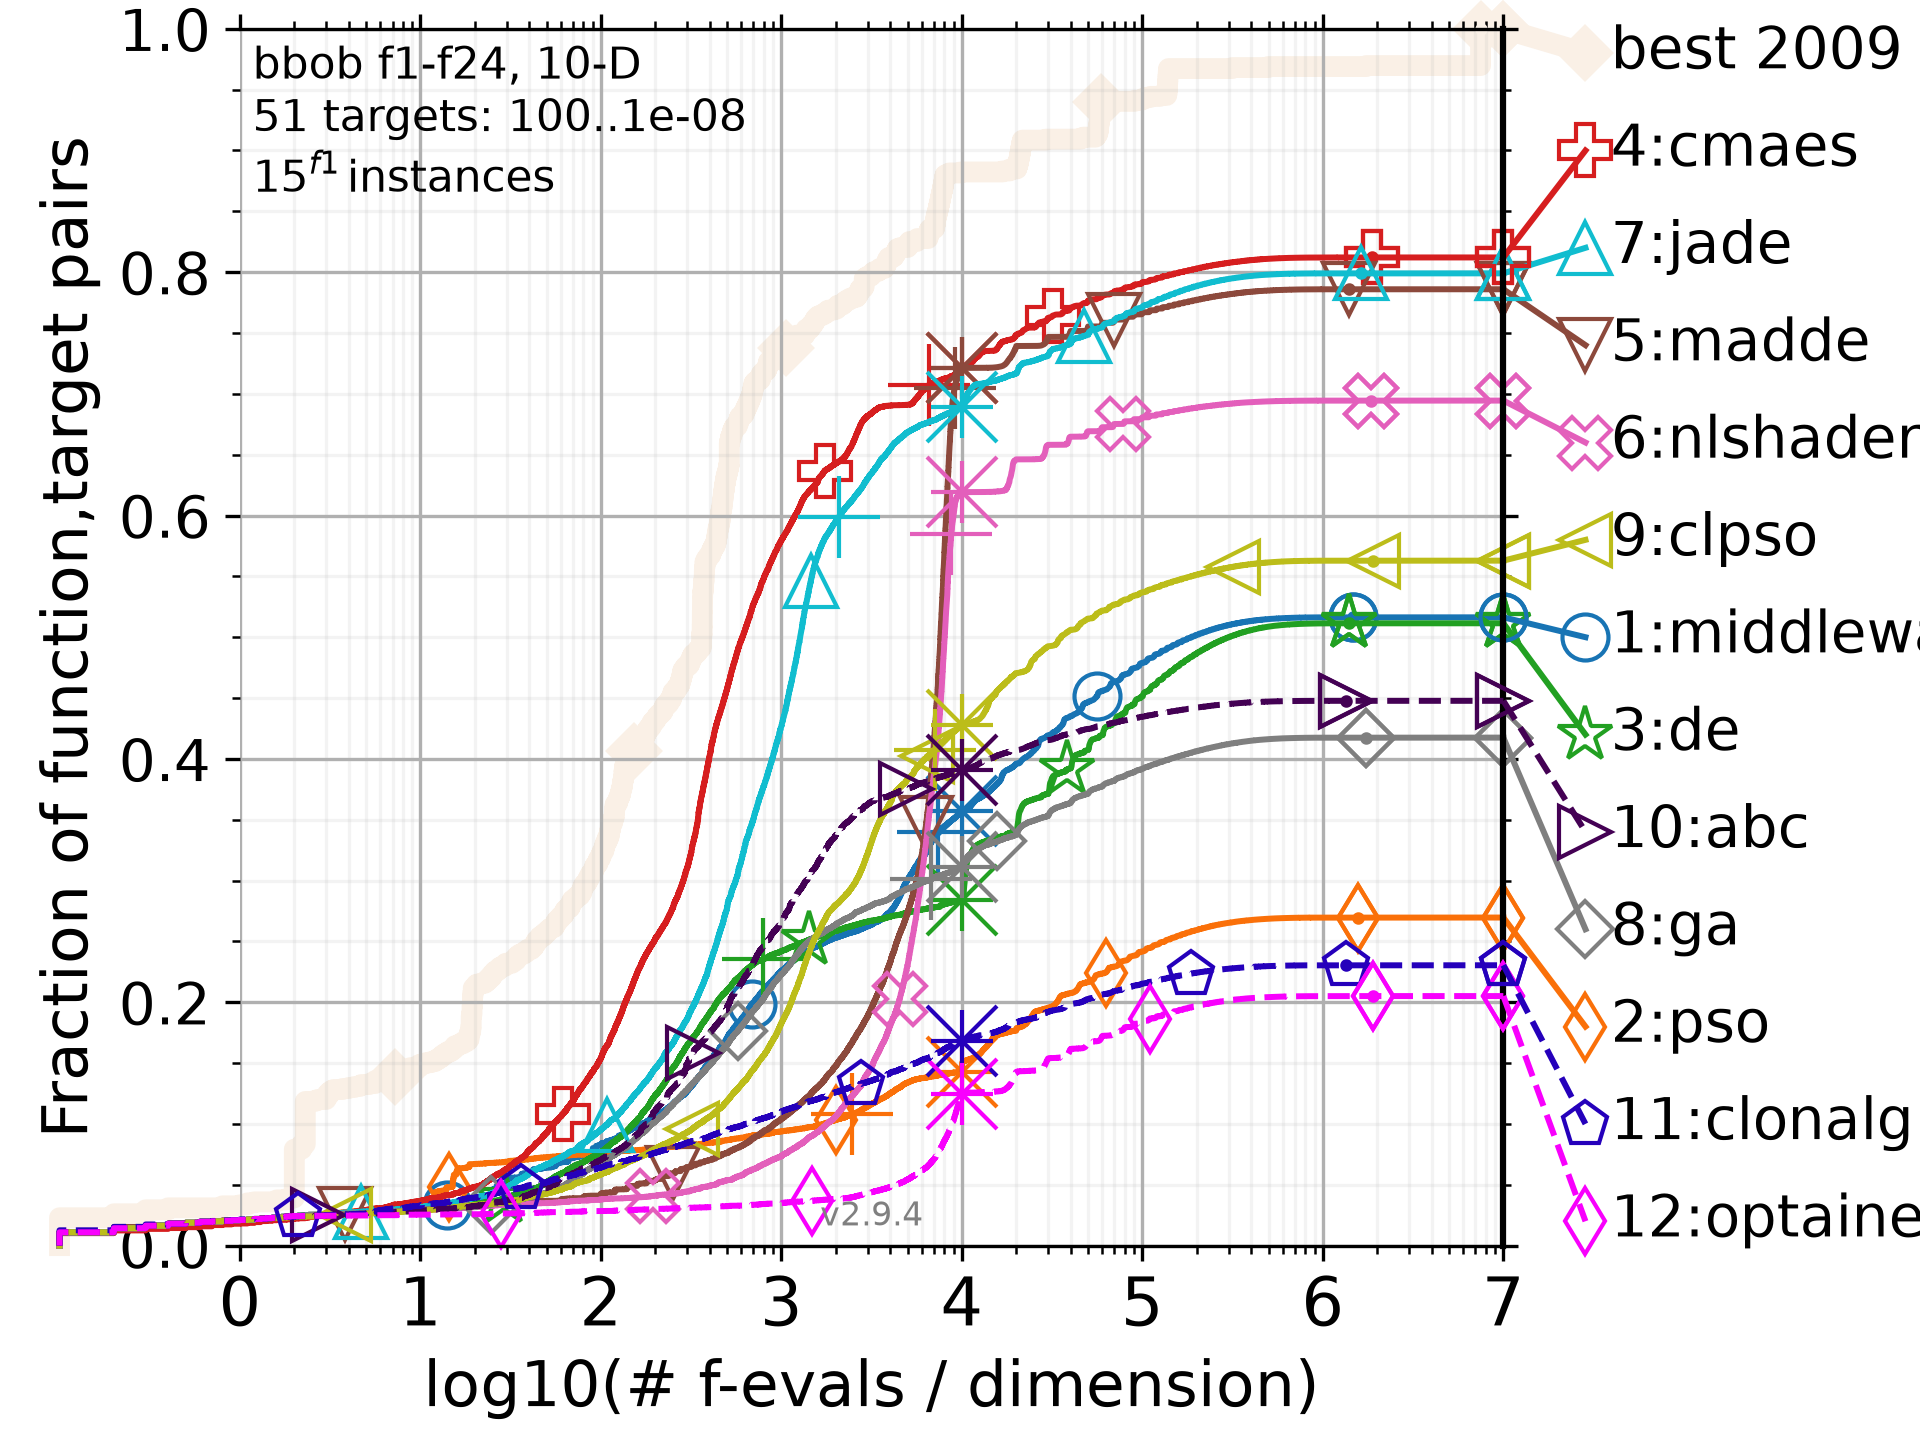 bbob f1-f24, 10-D
51 targets: 100..1e-08
15f1 instances
Fraction of function,target pairs
1.0
0.8
0.6
0.4
0.2
0.0
0 1 2 3 4 5 6 7
log10(# f-evals / dimension)
v2.9.4
best 2009
4:cmaes
7:jade
5:madde
6:nlshader
9:clpso
1:middlewa
3:de
10:abc
8:ga
2:pso
11:clonalg
12:optaine